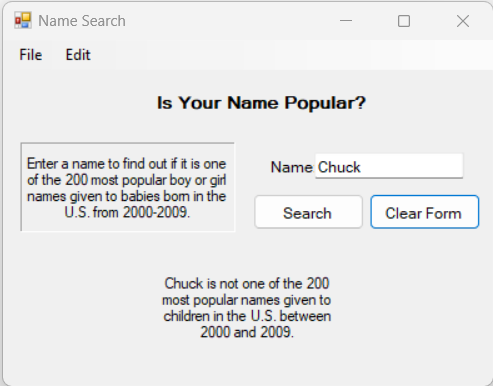 Name Search
File Edit
Is Your Name Popular?
Enter a name to find out if it is one
of the 200 most popular boy or girl
names given to babies born in the
U.S. from 2000-2009.
Name Chuck
Search Clear Form
Chuck is not one of the 200
most popular names given to
children in the U.S. between
2000 and 2009.